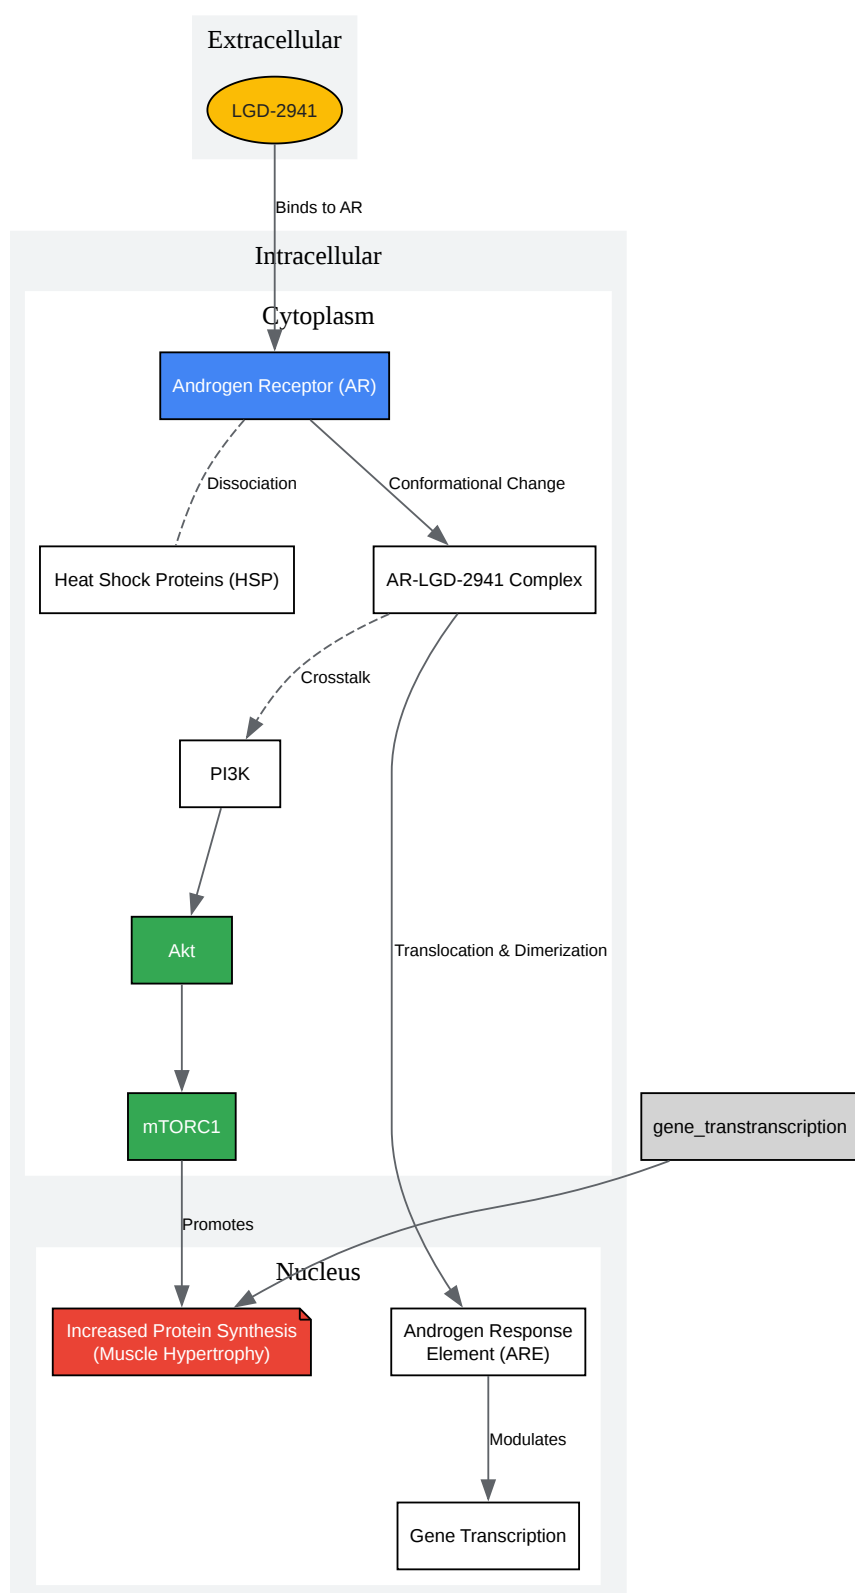 Extracellular
LGD-2941
Binds to AR
Intracellular
Cytoplasm
Androgen Receptor (AR)
Dissociation
Conformational Change
Heat Shock Proteins (HSP)
AR-LGD-2941 Complex
Crosstalk
PI3K
Akt
Translocation & Dimerization
mTORC1
gene_transtranscription
Promotes
Nucleus
Increased Protein Synthesis
(Muscle Hypertrophy)
Androgen Response
Element (ARE)
Modulates
Gene Transcription